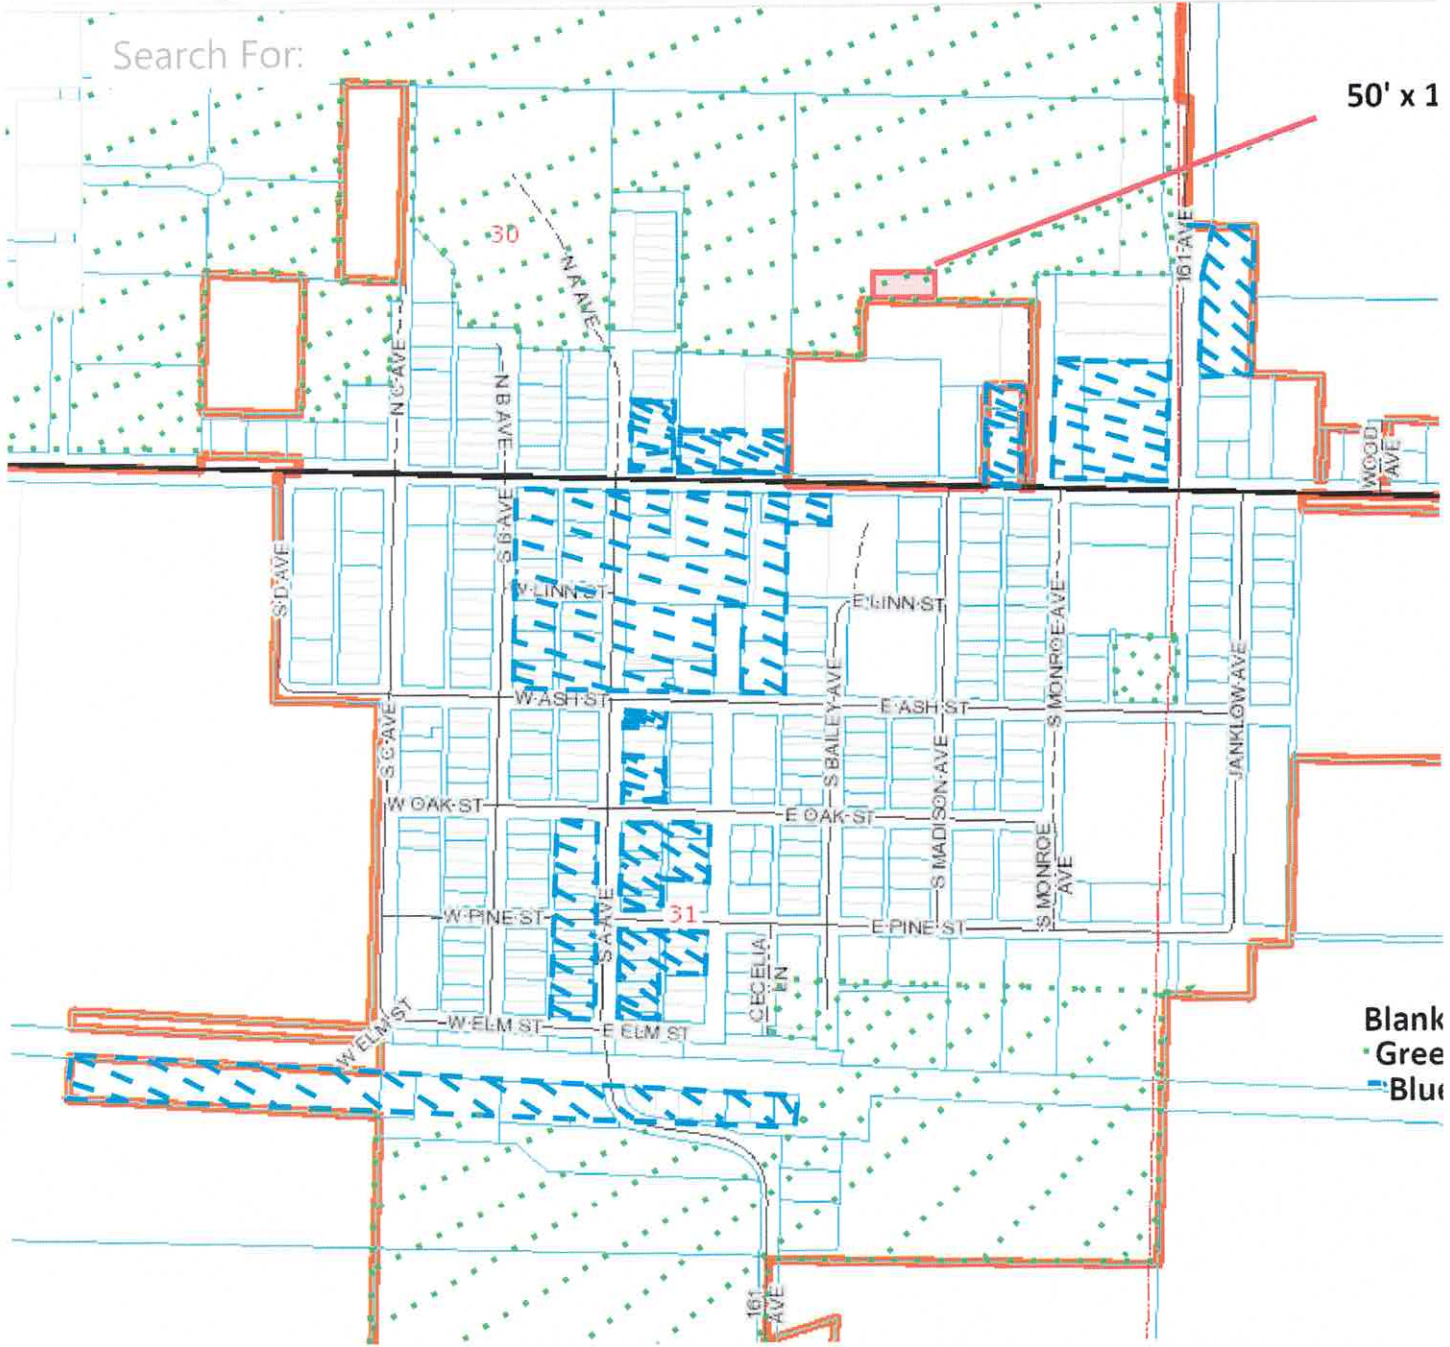 Search For:
50' x 1
30
161 AVE
N A AVE
N C AVE
N B AVE
WOOD
AVE
S B AVE
S D AVE
W LINN ST
E LINN ST
S MONROE AVE
W ASH ST
E ASH ST
S BAILEY AVE
JANKLOW AVE
S C AVE
S MADISON AVE
W OAK ST
E OAK ST
S MONROE
AVE
S A AVE
W PINE ST
31
E PINE ST
CECELIA
LN
W ELM ST
W ELM ST
E ELM ST
Blank
Gree
Blue
161
AVE